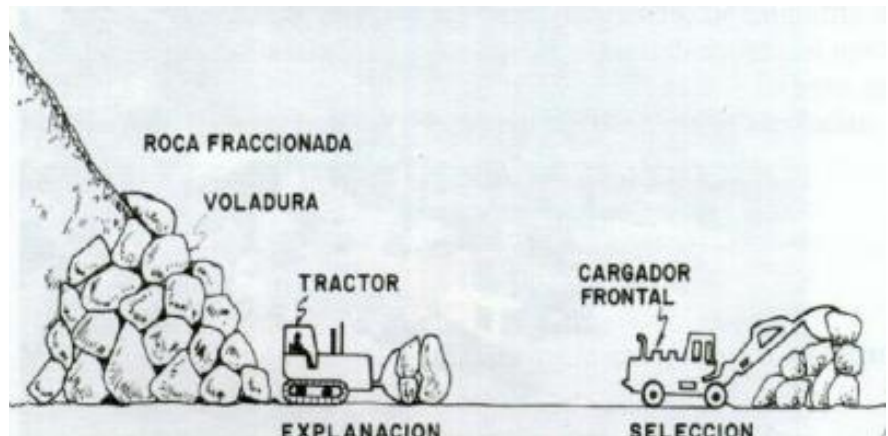 ROCA FRACCIONADA
VOLADURA
TRACTOR
CARGADOR
FRONTAL
EXPLANACION
SELECCION